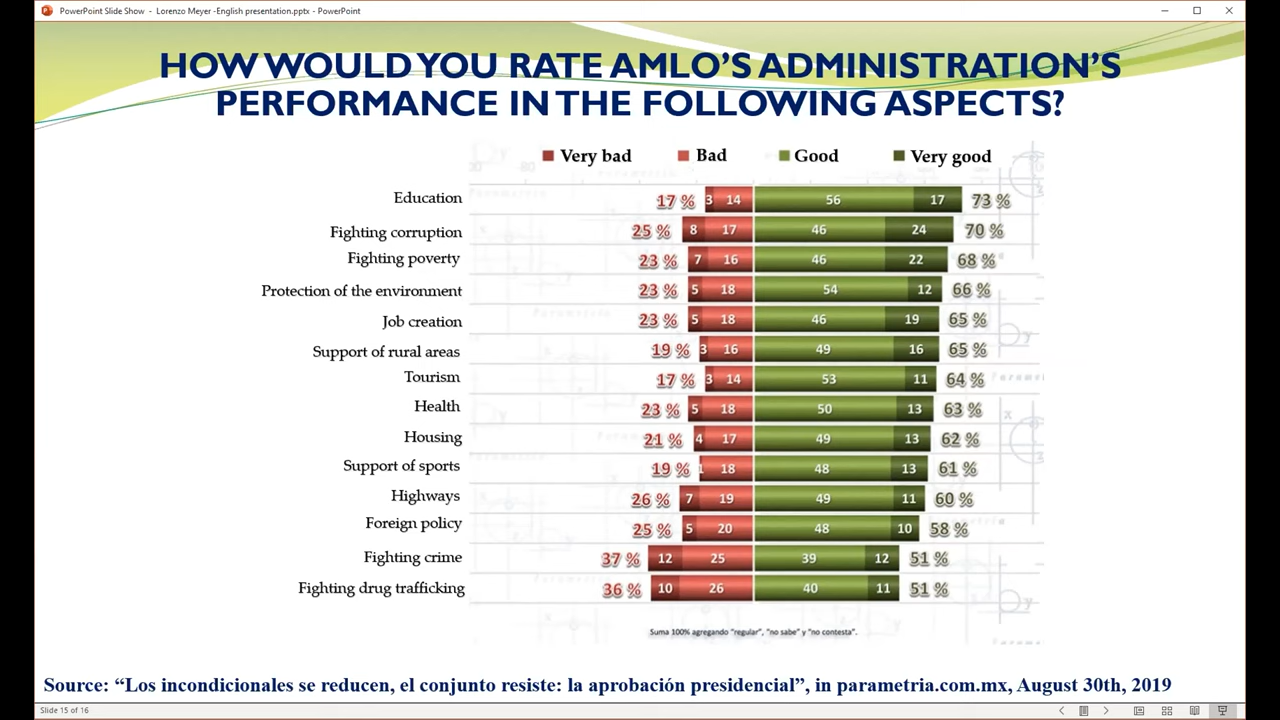 PowerPoint Slide Show - Lorenzo Meyer -English presentation.pptx - PowerPoint
HOW WOULD YOU RATE AMLO'S ADMINISTRATION'S
PERFORMANCE IN THE FOLLOWING ASPECTS?
Very bad Bad Good Very good
Education 17 % 3 14 56 17 73 %
Fighting corruption 25 % 8 17 46 24 70 %
Fighting poverty 23 % 7 16 46 22 68 %
Protection of the environment 23 % 5 18 54 12 66 %
Job creation 23 % 5 18 46 19 65 %
Support of rural areas 19 % 3 16 49 16 65 %
Tourism 17 % 3 14 53 11 64 %
Health 23 % 5 18 50 13 63 %
Housing 21 % 4 17 49 13 62 %
Support of sports 19 % 1 18 48 13 61 %
Highways 26 % 7 19 49 11 60 %
Foreign policy 25 % 5 20 48 10 58 %
Fighting crime 37 % 12 25 39 12 51 %
Fighting drug trafficking 36 % 10 26 40 11 51 %
Suma 100% agregando "regular", "no sabe" y "no contesta".
Source: "Los incondicionales se reducen, el conjunto resiste: la aprobación presidencial", in parametria.com.mx, August 30th, 2019
Slide 15 of 16